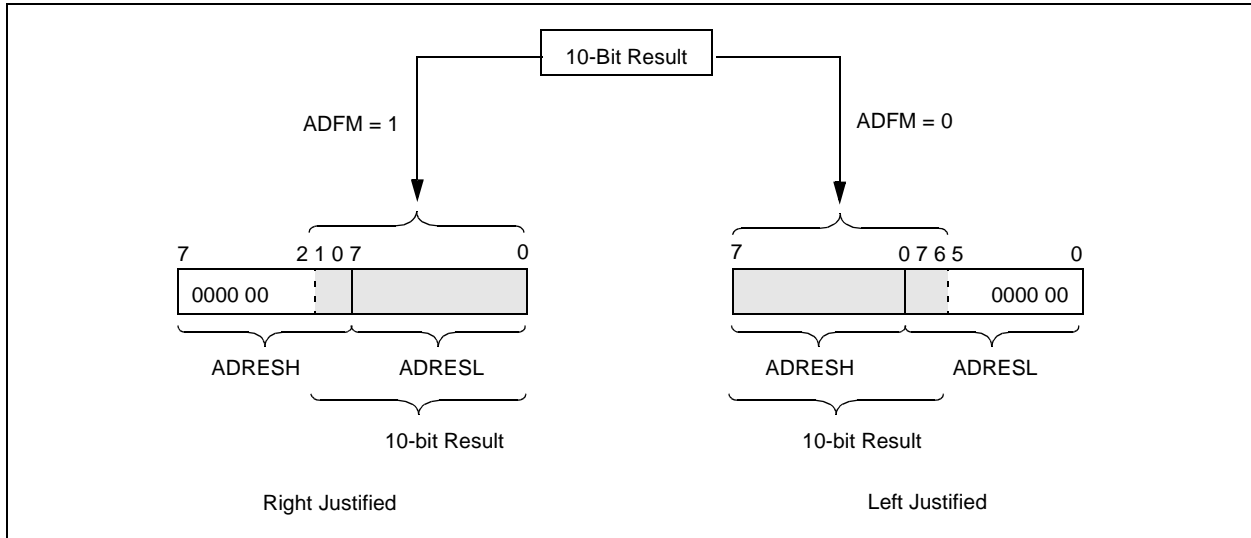 10-Bit Result
ADFM = 1
ADFM = 0
7 2 1 0 7 0
7 0 7 6 5 0
0000 00
0000 00
ADRESH ADRESL
ADRESH ADRESL
10-bit Result
10-bit Result
Right Justified
Left Justified